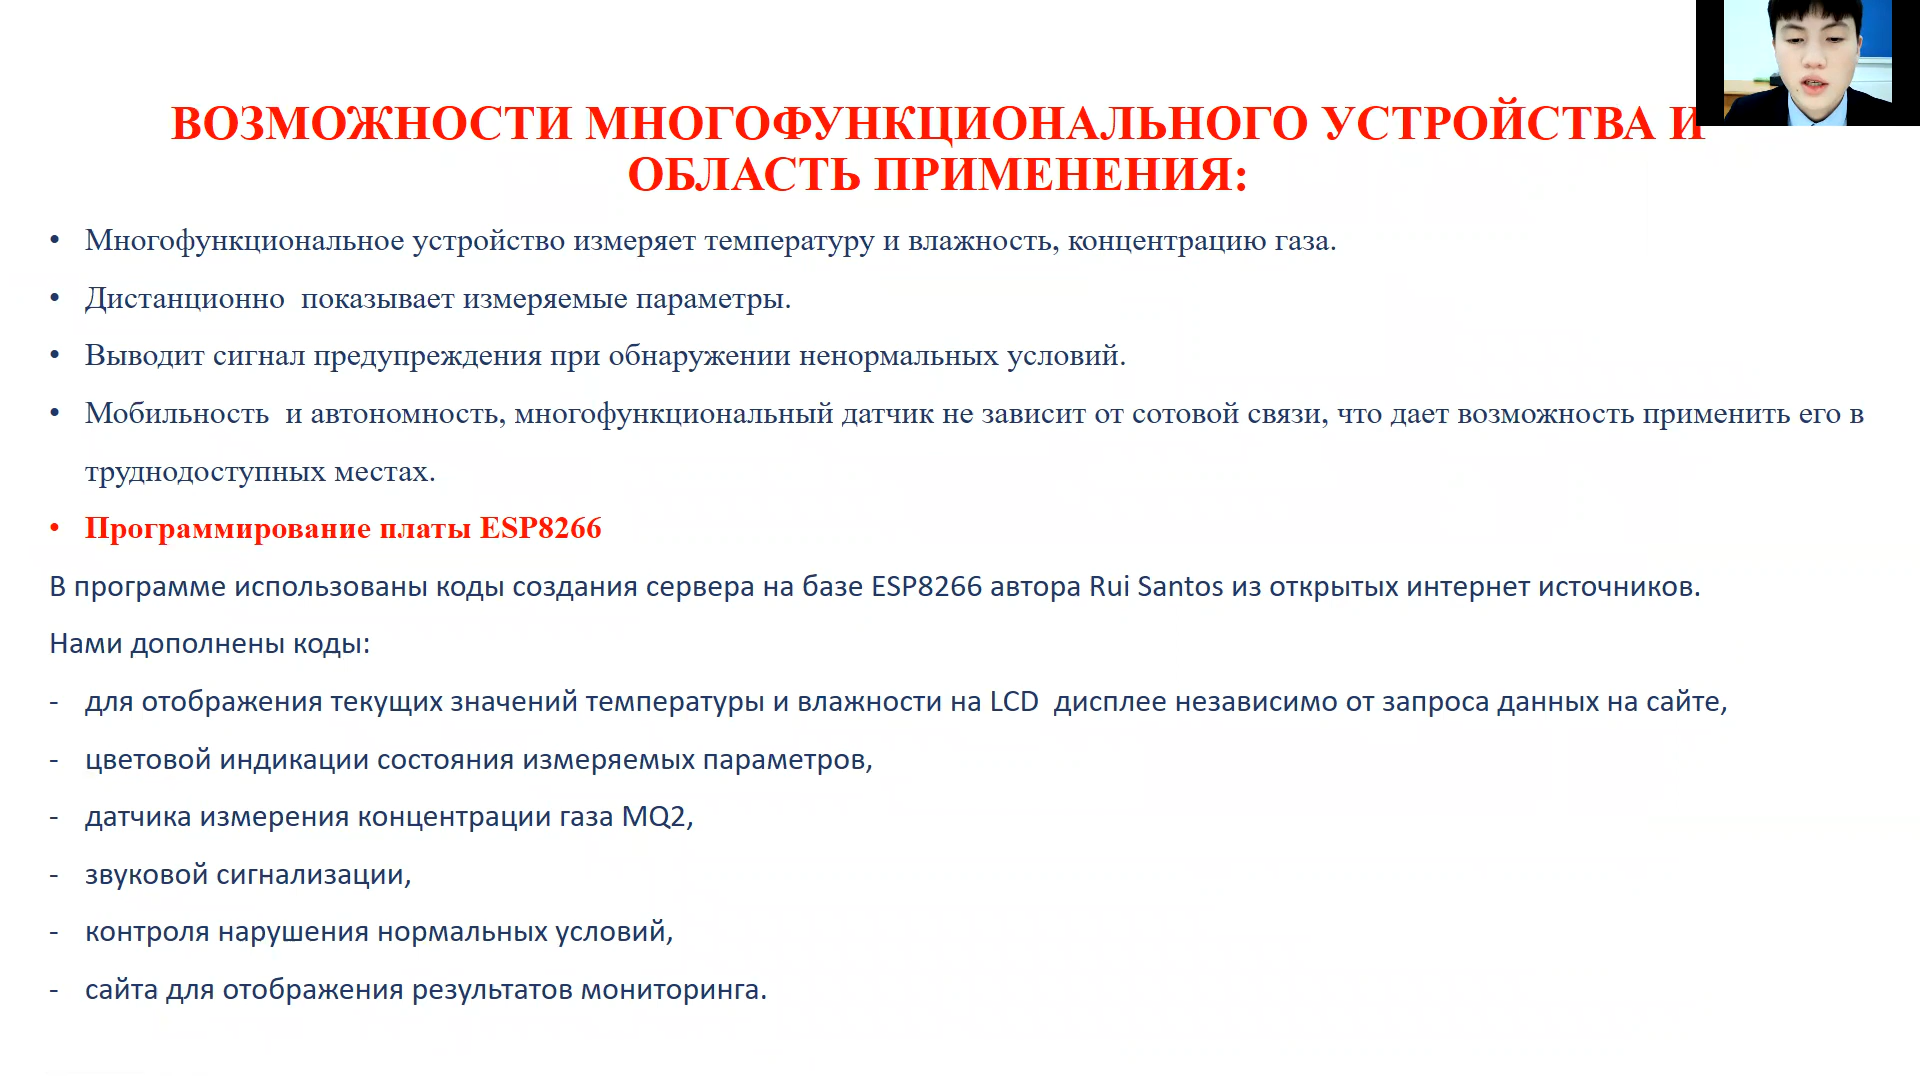 ВОЗМОЖНОСТИ МНОГОФУНКЦИОНАЛЬНОГО УСТРОЙСТВА И
ОБЛАСТЬ ПРИМЕНЕНИЯ:
• Многофункциональное устройство измеряет температуру и влажность, концентрацию газа.
• Дистанционно  показывает измеряемые параметры.
• Выводит сигнал предупреждения при обнаружении ненормальных условий.
• Мобильность  и автономность, многофункциональный датчик не зависит от сотовой связи, что дает возможность применить его в
труднодоступных местах.
• Программирование платы ESP8266
В программе использованы коды создания сервера на базе ESP8266 автора Rui Santos из открытых интернет источников.
Нами дополнены коды:
- для отображения текущих значений температуры и влажности на LCD  дисплее независимо от запроса данных на сайте,
- цветовой индикации состояния измеряемых параметров,
- датчика измерения концентрации газа MQ2,
- звуковой сигнализации,
- контроля нарушения нормальных условий,
- сайта для отображения результатов мониторинга.